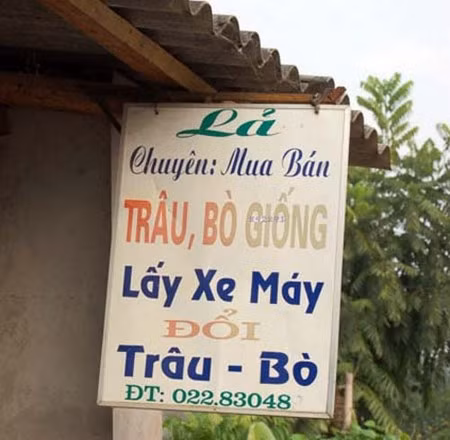 Lả
Chuyên: Mua Bán
TRÂU, BÒ GIỐNG
Lấy Xe Máy
ĐỔI
Trâu - Bò
ĐT: 022.83048